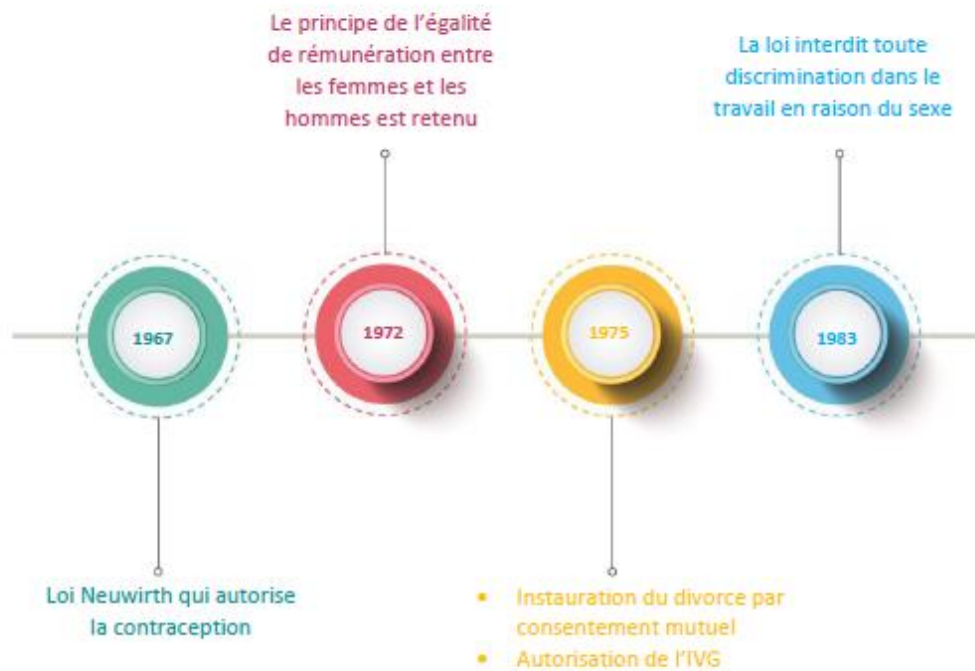 Le principe de l'égalité
de rémunération entre
les femmes et les
hommes est retenu
La loi interdit toute
discrimination dans le
travail en raison du sexe
1967
1972
1975
1983
Loi Neuwirth qui autorise
la contraception
• Instauration du divorce par
consentement mutuel
• Autorisation de l'IVG